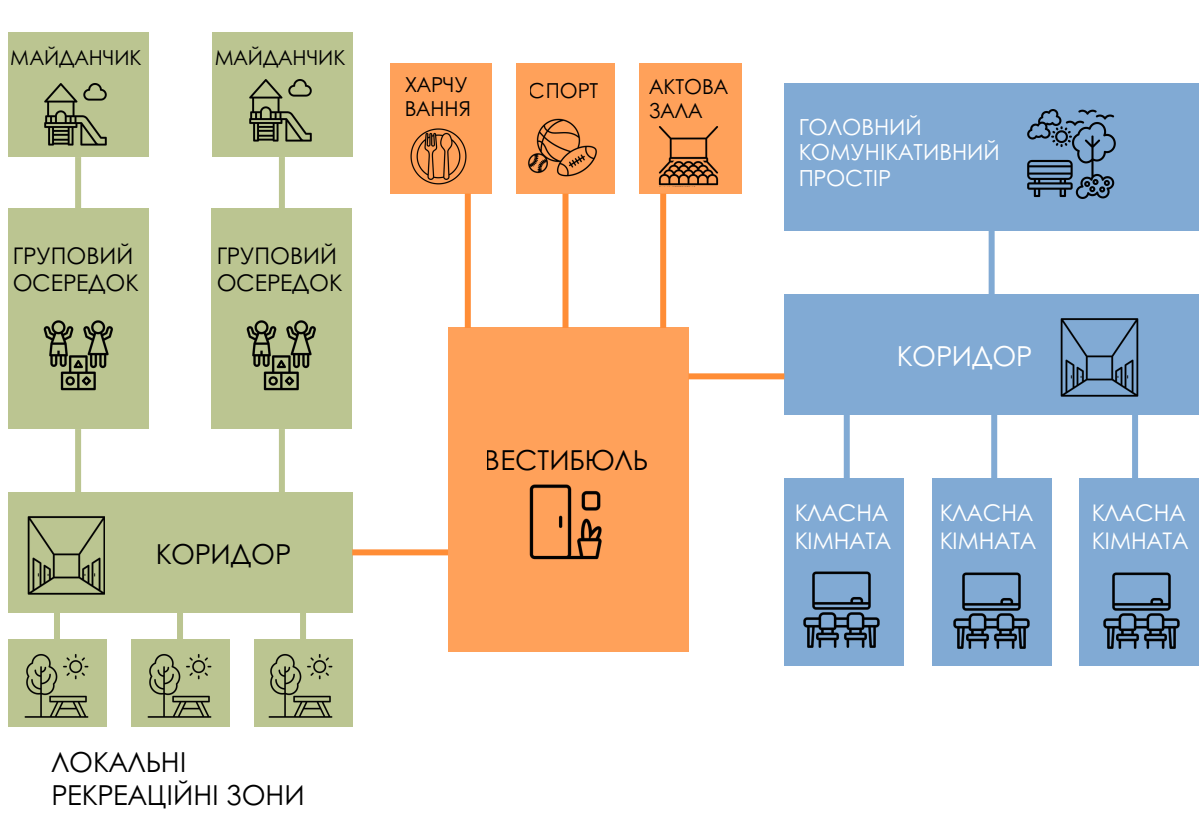 МАЙДАНЧИК
МАЙДАНЧИК
ХАРЧУ
ВАННЯ
СПОРТ
АКТОВА
ЗАЛА
ГОЛОВНИЙ
КОМУНІКАТИВНИЙ
ПРОСТІР
ГРУПОВИЙ
ОСЕРЕДОК
ГРУПОВИЙ
ОСЕРЕДОК
КОРИДОР
ВЕСТИБЮЛЬ
КЛАСНА
КІМНАТА
КЛАСНА
КІМНАТА
КЛАСНА
КІМНАТА
КОРИДОР
ЛОКАЛЬНІ
РЕКРЕАЦІЙНІ ЗОНИ